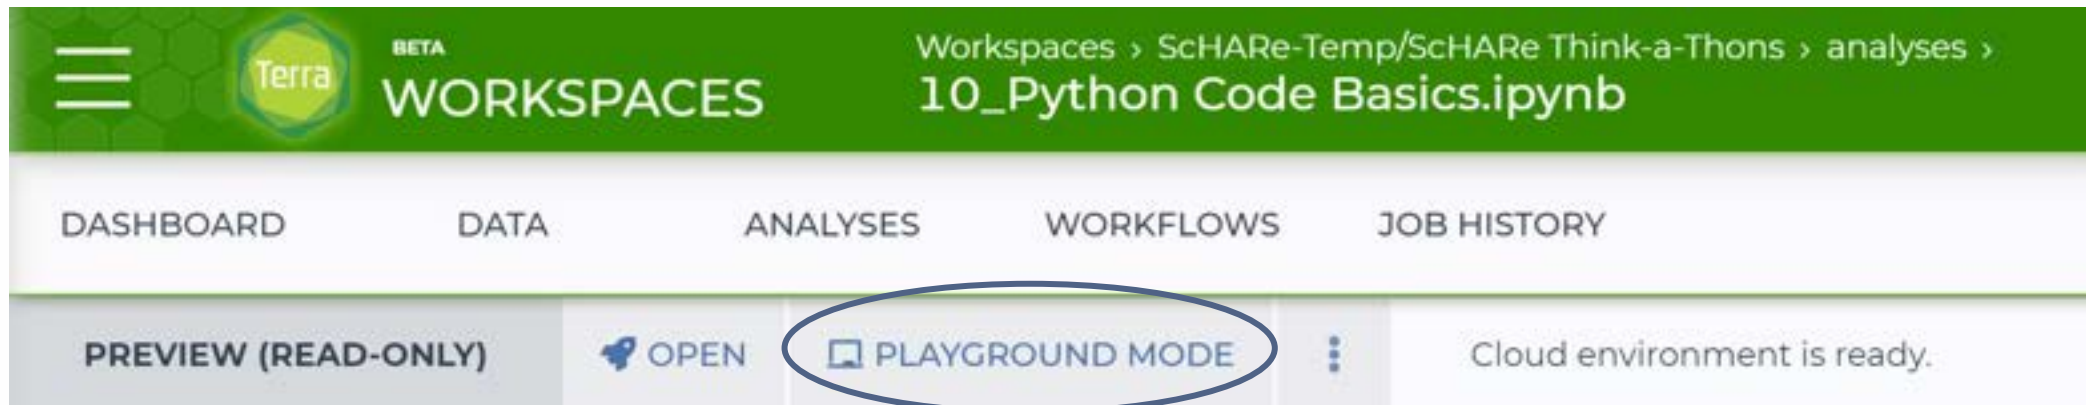 Terra
BETA
WORKSPACES
Workspaces › ScHARe-Temp/ScHARe Think-a-Thons › analyses ›
10_Python Code Basics.ipynb
DASHBOARD DATA ANALYSES WORKFLOWS JOB HISTORY
PREVIEW (READ-ONLY) OPEN PLAYGROUND MODE Cloud environment is ready.